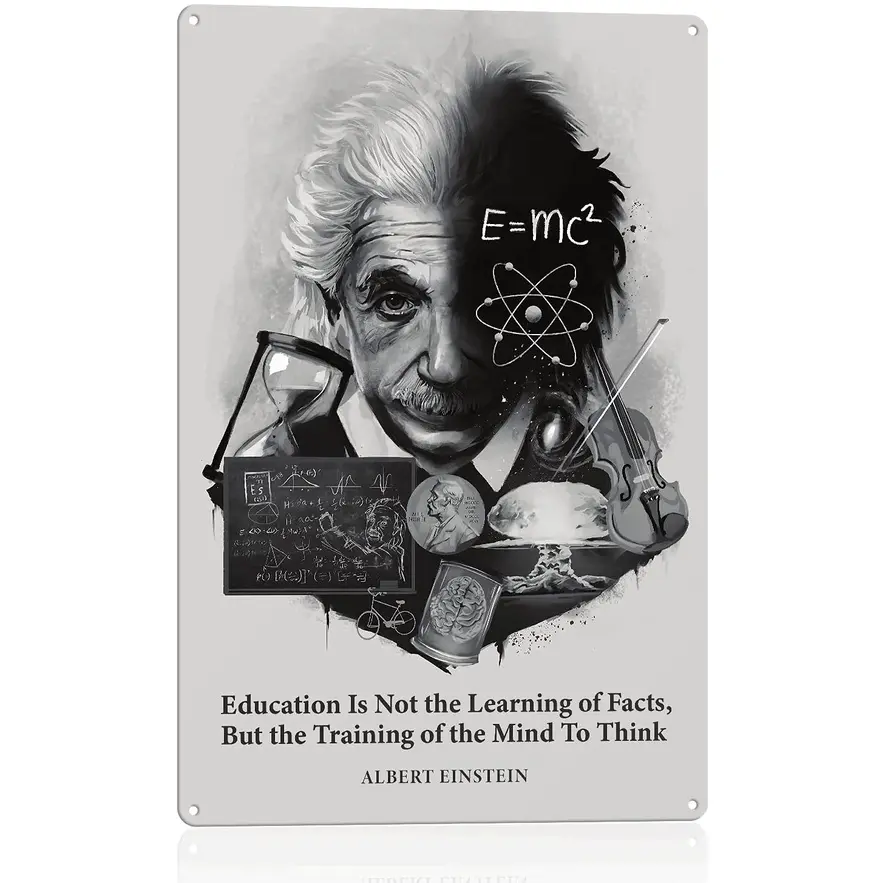 E=mc²
Education Is Not the Learning of Facts,
But the Training of the Mind To Think
ALBERT EINSTEIN